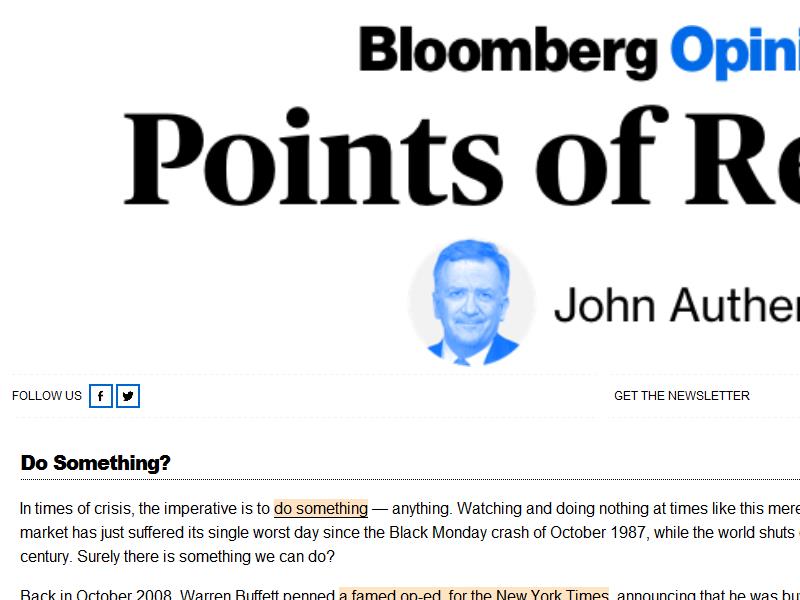 Bloomberg Opini
Points of Re
John Auther
FOLLOW US
GET THE NEWSLETTER
Do Something?
In times of crisis, the imperative is to do something — anything. Watching and doing nothing at times like this mere
market has just suffered its single worst day since the Black Monday crash of October 1987, while the world shuts
century. Surely there is something we can do?
Back in October 2008, Warren Buffett penned a famed op-ed for the New York Times, announcing that he was bu